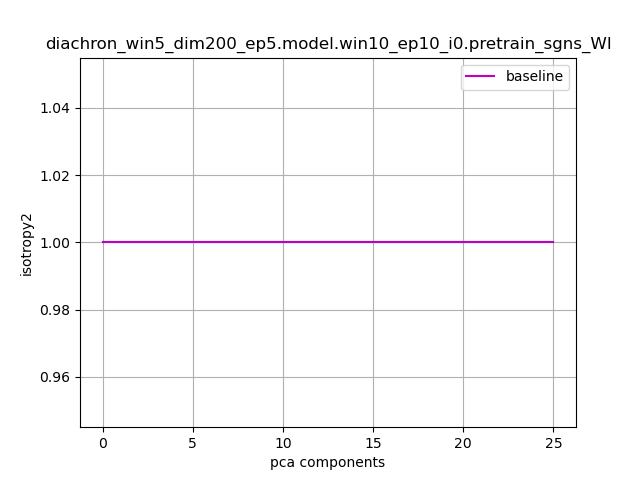 diachron_win5_dim200_ep5.model.win10_ep10_i0.pretrain_sgns_WI
baseline
1.04
1.02
1.00
0.98
0.96
isotropy2
0 5 10 15 20 25
pca components